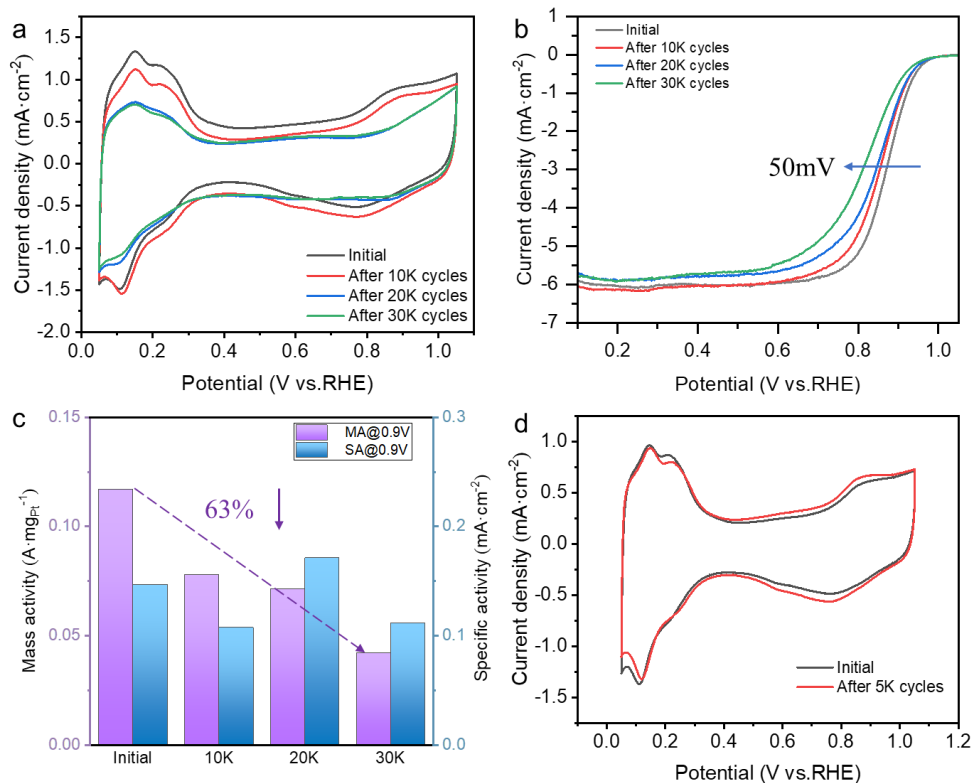 a
1.5
1.0
0.5
0.0
-0.5
-1.0
-1.5
-2.0
Current density (mA·cm⁻²)
Initial
After 10K cycles
After 20K cycles
After 30K cycles
0.0 0.2 0.4 0.6 0.8 1.0
Potential (V vs.RHE)
b
Initial
After 10K cycles
After 20K cycles
After 30K cycles
1
0
-1
-2
-3
-4
-5
-6
-7
Current density (mA·cm⁻²)
50mV
0.2 0.4 0.6 0.8 1.0
Potential (V vs.RHE)
c
0.15
0.10
0.05
0.00
Mass activity (A·mgPt⁻¹)
MA@0.9V
SA@0.9V
63%
0.3
0.2
0.1
0.0
Specific activity (mA·cm⁻²)
Initial 10K 20K 30K
d
1.0
0.5
0.0
-0.5
-1.0
-1.5
Current density (mA·cm⁻²)
Initial
After 5K cycles
0.0 0.2 0.4 0.6 0.8 1.0 1.2
Potential (V vs.RHE)